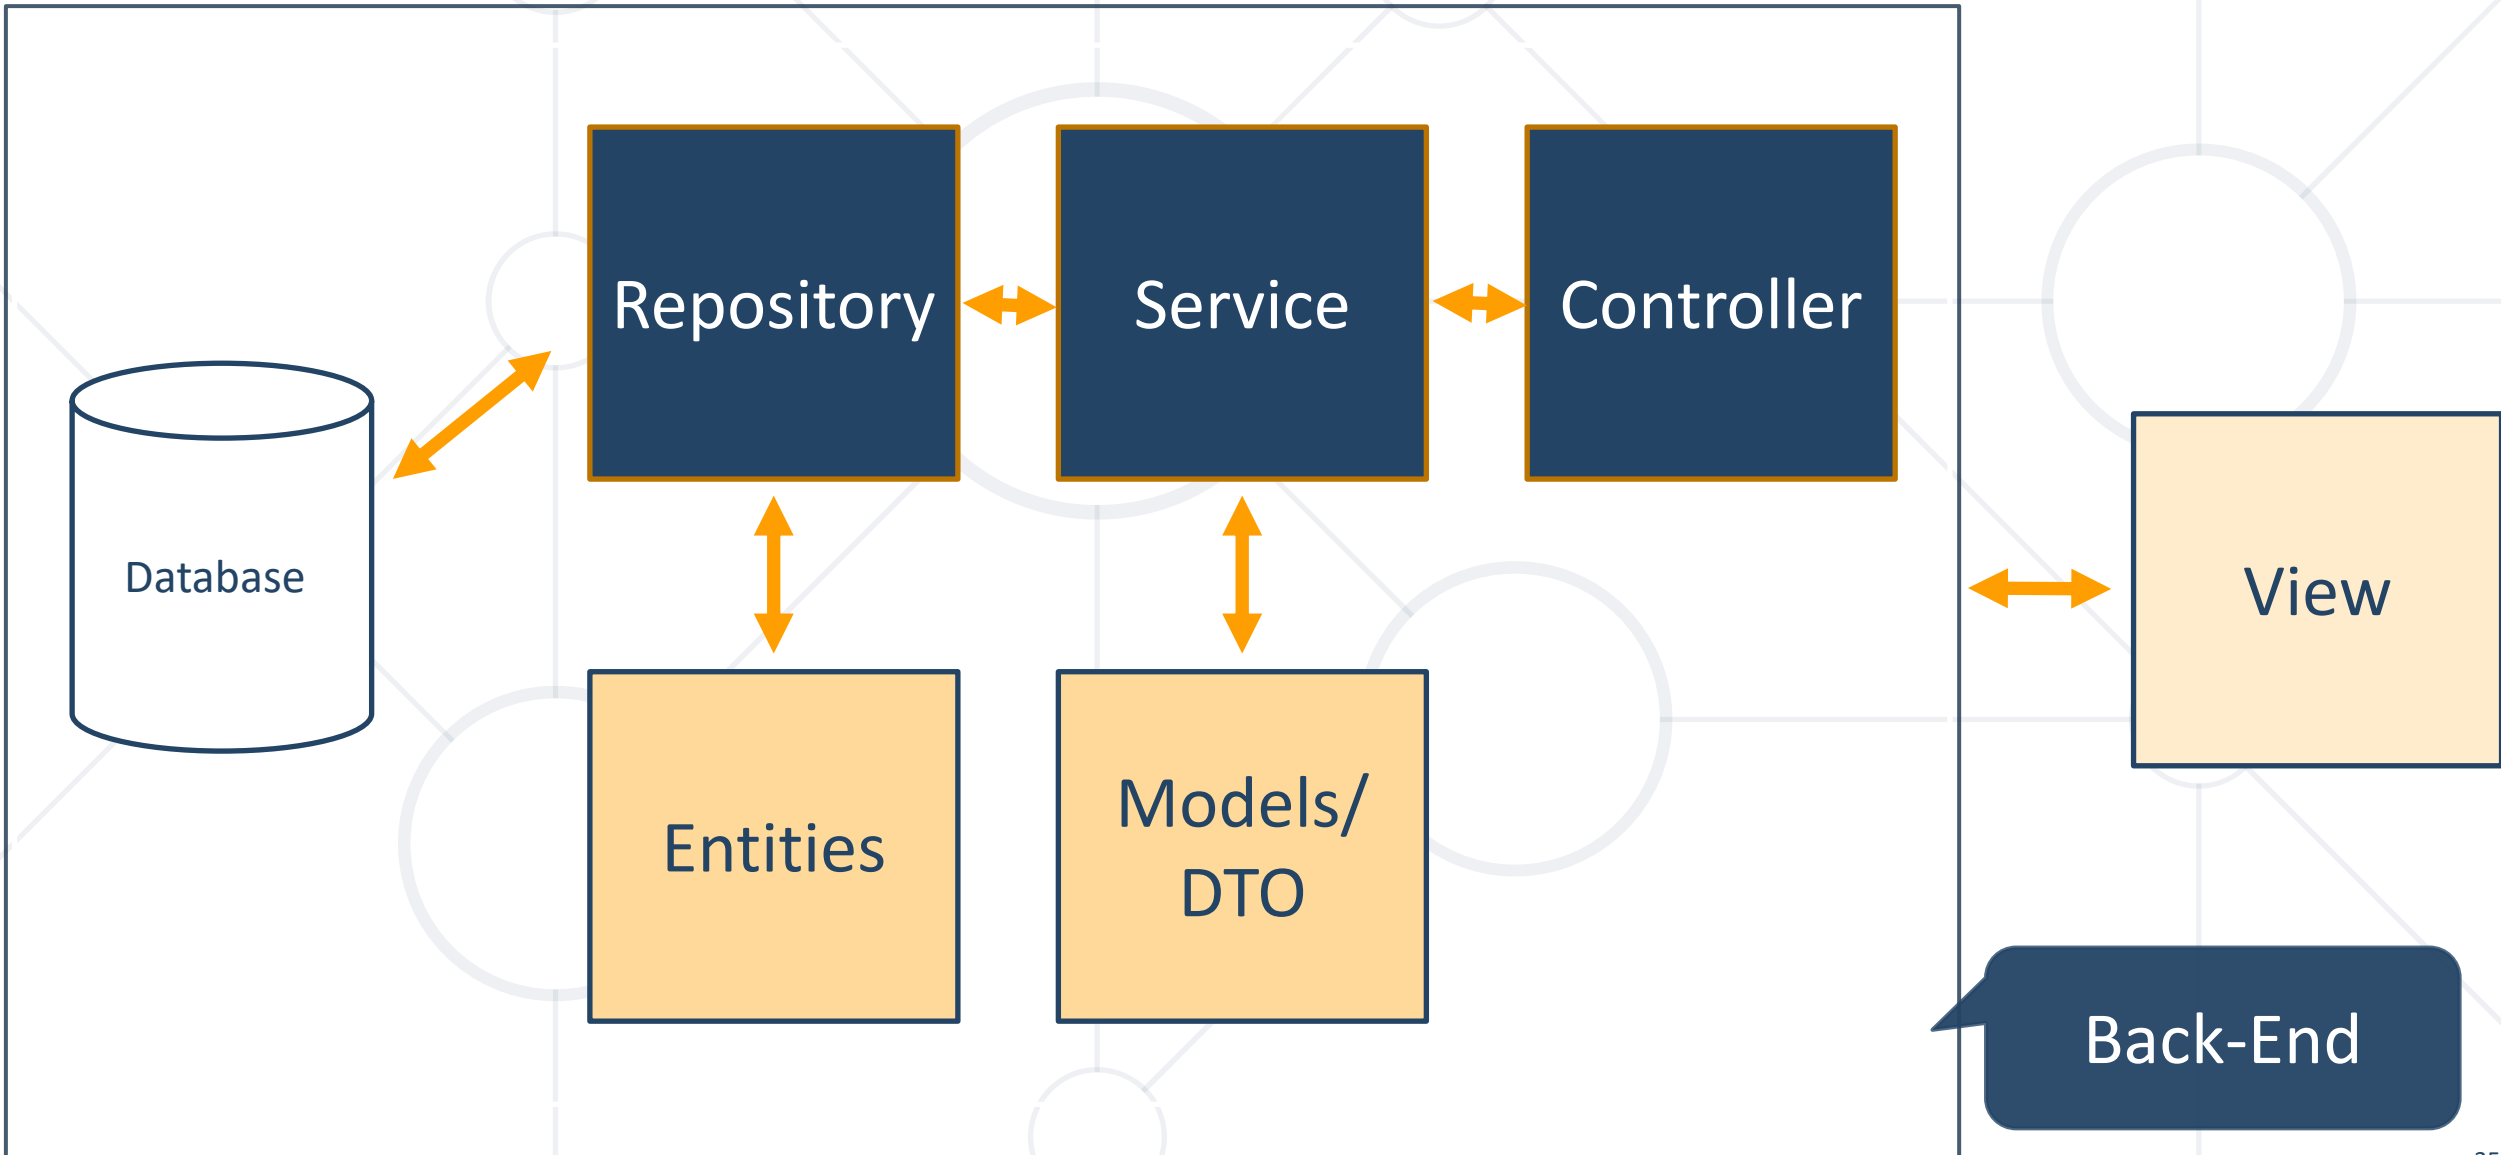 Repository
Service
Controller
Database
View
Entities
Models/
DTO
Back-End